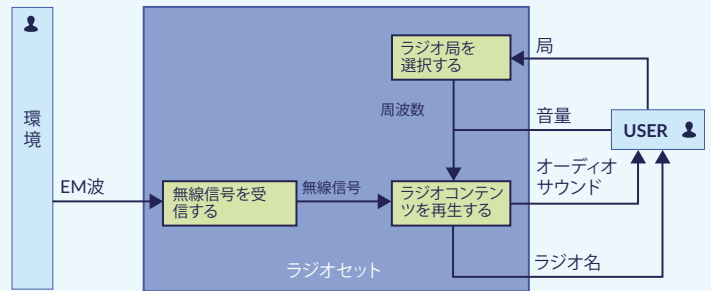 ラジオ局を
選択する
局
周波数
音量
環
境
USER
EM波
無線信号を受
信する
無線信号
ラジオコンテン
ツを再生する
オーディオ
サウンド
ラジオ名
ラジオセット